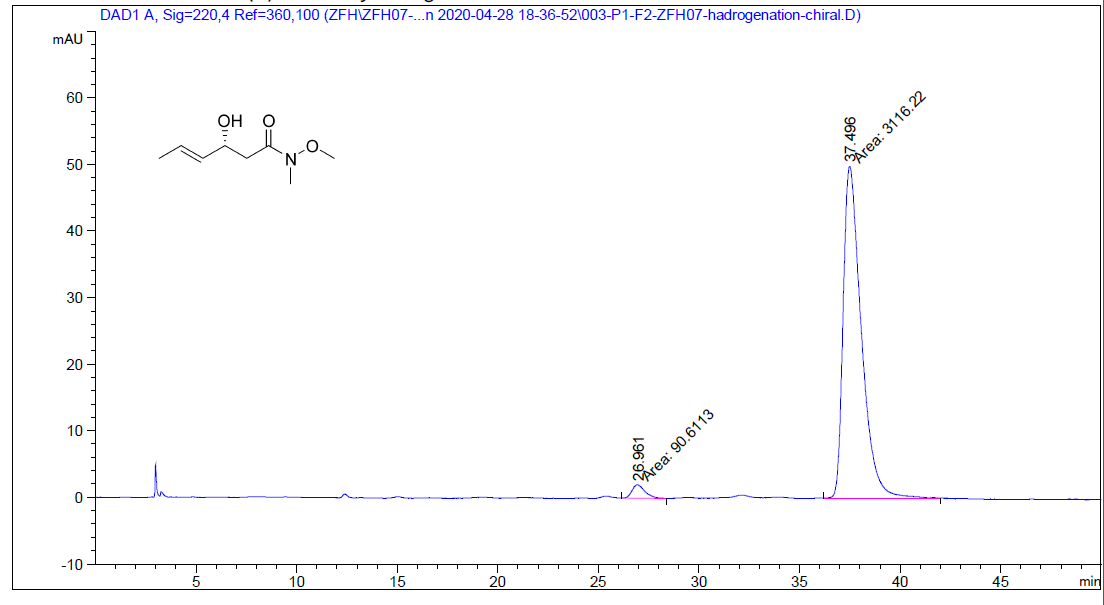 DAD1 A, Sig=220,4 Ref=360,100 (ZFH\ZFH07-...n 2020-04-28 18-36-52\003-P1-F2-ZFH07-hadrogenation-chiral.D)
mAU
60
50
40
30
20
10
0
-10
OH
O
N
O
26.961
Area: 90.6113
37.496
Area: 3116.22
5
10
15
20
25
30
35
40
45
min